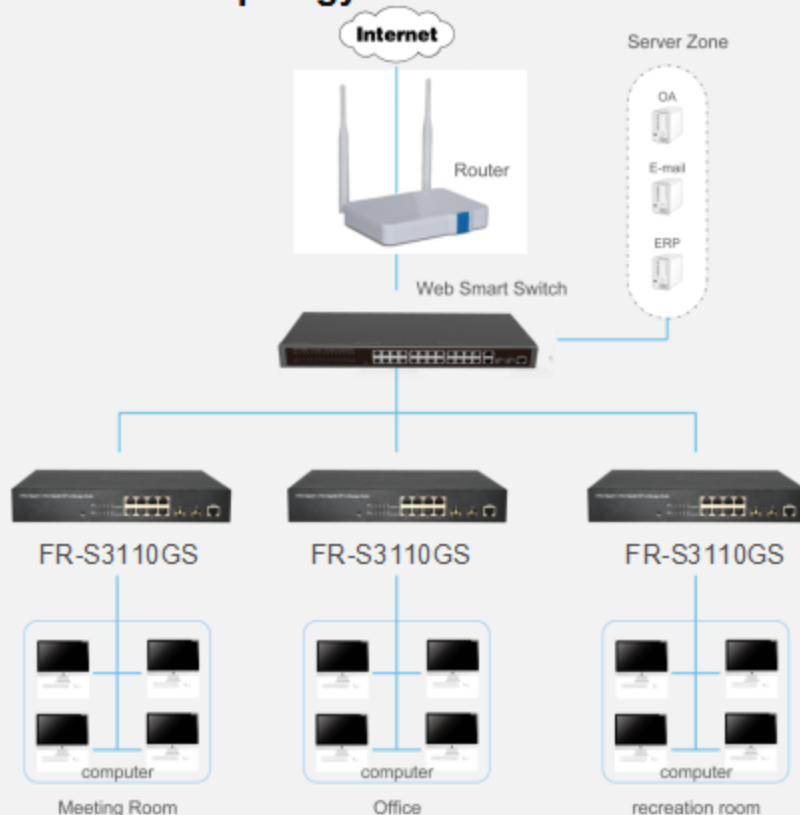 Internet
Server Zone
OA
Router
E-mail
ERP
Web Smart Switch
FR-S3110GS
FR-S3110GS
FR-S3110GS
computer
computer
computer
Meeting Room
Office
recreation room